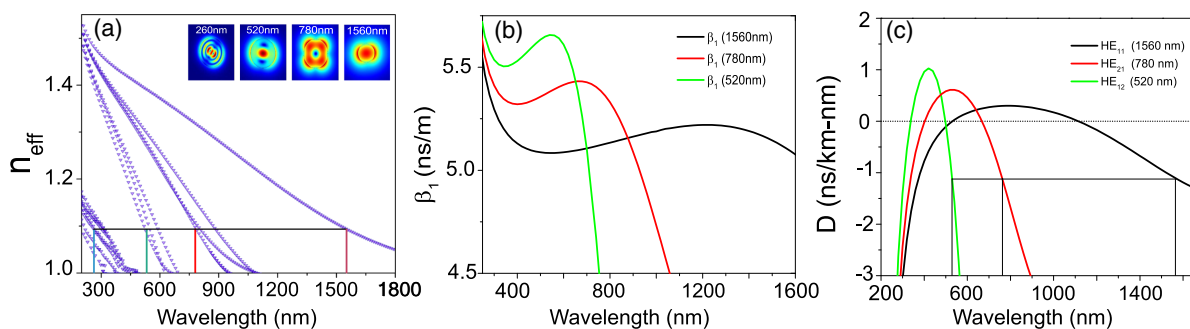 (a)
260nm 520nm 780nm 1560nm
n_eff
1.4
1.2
1.0
300 600 900 1200 1500 1800
Wavelength (nm)
(b)
β₁ (1560nm)
β₁ (780nm)
β₁ (520nm)
β₁ (ns/m)
5.5
5.0
4.5
400 800 1200 1600
Wavelength (nm)
(c)
HE₁₁ (1560 nm)
HE₂₁ (780 nm)
HE₁₂ (520 nm)
D (ns/km-nm)
2
1
0
-1
-2
-3
200 600 1000 1400
Wavelength (nm)